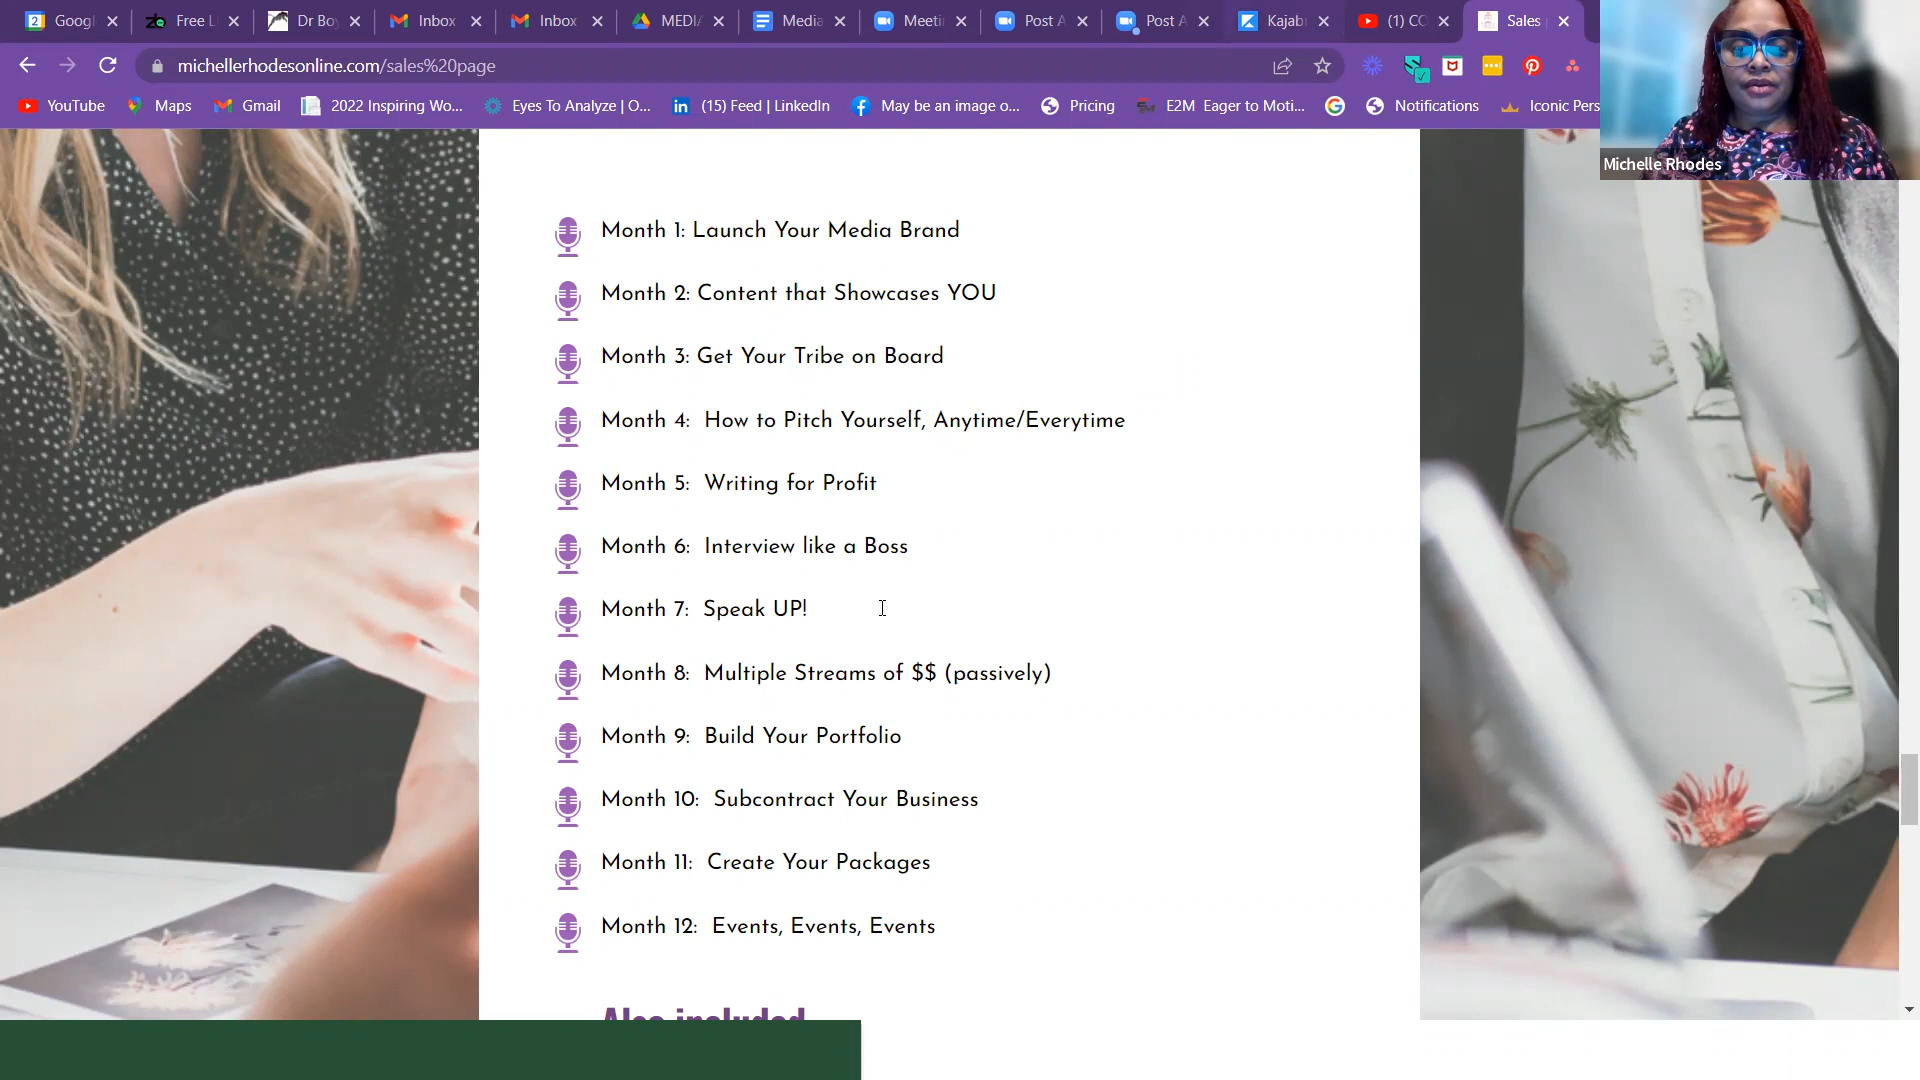 Googl
Free L
Dr Boy
Inbox
Inbox
MEDIA
Media
Meeti
Post A
Post A
Kajabi
(1) CC
Sales
michellerhodesonline.com/sales%20page
YouTube
Maps
Gmail
2022 Inspiring Wo...
Eyes To Analyze | O...
(15) Feed | LinkedIn
May be an image o...
Pricing
E2M Eager to Moti...
Notifications
Iconic Pers
Michelle Rhodes
Month 1: Launch Your Media Brand
Month 2: Content that Showcases YOU
Month 3: Get Your Tribe on Board
Month 4: How to Pitch Yourself, Anytime/Everytime
Month 5: Writing for Profit
Month 6: Interview like a Boss
Month 7: Speak UP!
Month 8: Multiple Streams of $$ (passively)
Month 9: Build Your Portfolio
Month 10: Subcontract Your Business
Month 11: Create Your Packages
Month 12: Events, Events, Events
Also included